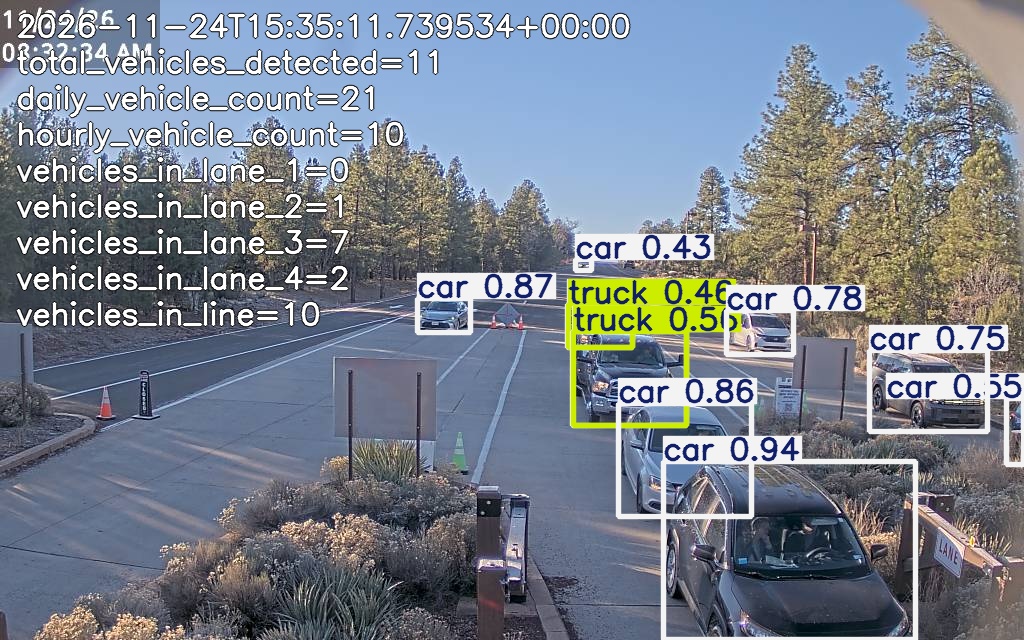 2026-11-24T15:35:11.739534+00:00
total_vehicles_detected=11
daily_vehicle_count=21
hourly_vehicle_count=10
vehicles_in_lane_1=0
vehicles_in_lane_2=1
vehicles_in_lane_3=7
vehicles_in_lane_4=2
vehicles_in_line=10
car 0.43
car 0.87
truck 0.46
car 0.78
truck 0.56
car 0.75
car 0.86
car 0.55
car 0.94
LANE